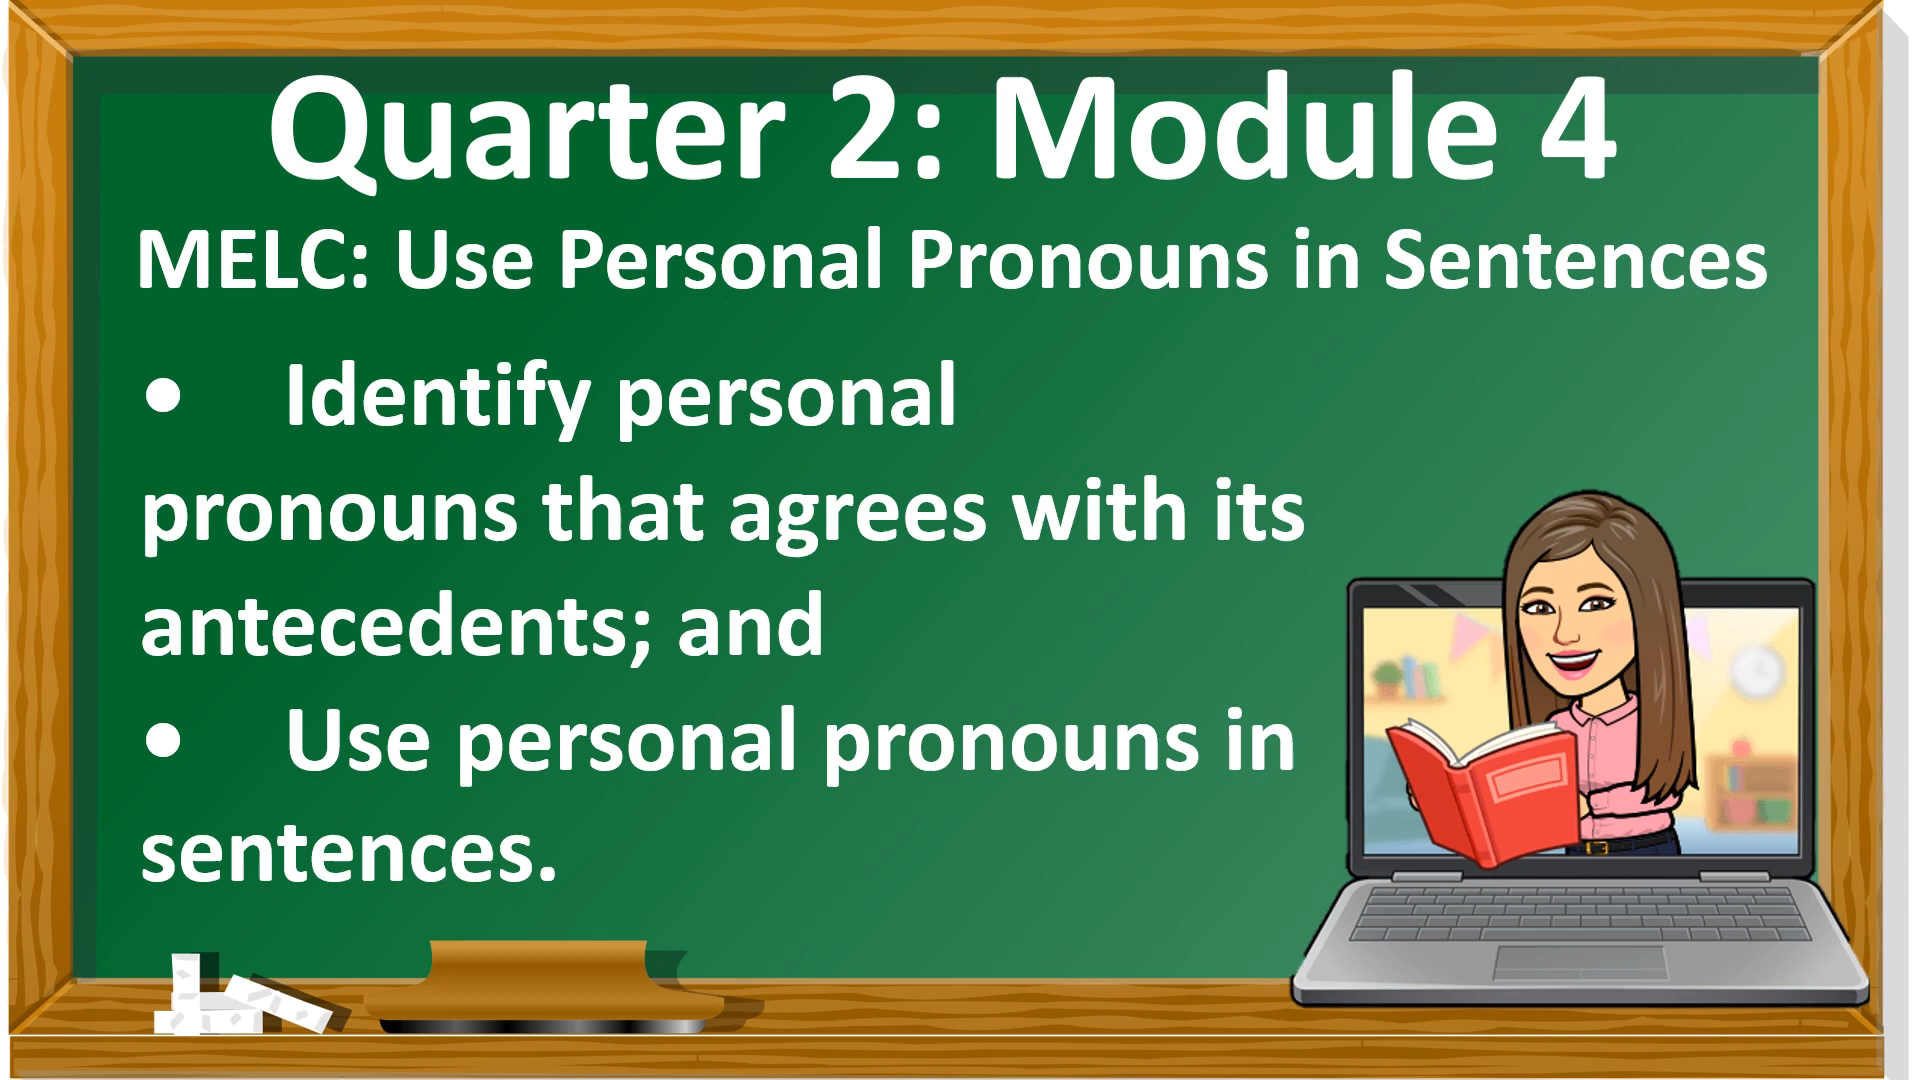 Quarter 2: Module 4
MELC: Use Personal Pronouns in Sentences
• Identify personal
pronouns that agrees with its
antecedents; and
• Use personal pronouns in
sentences.